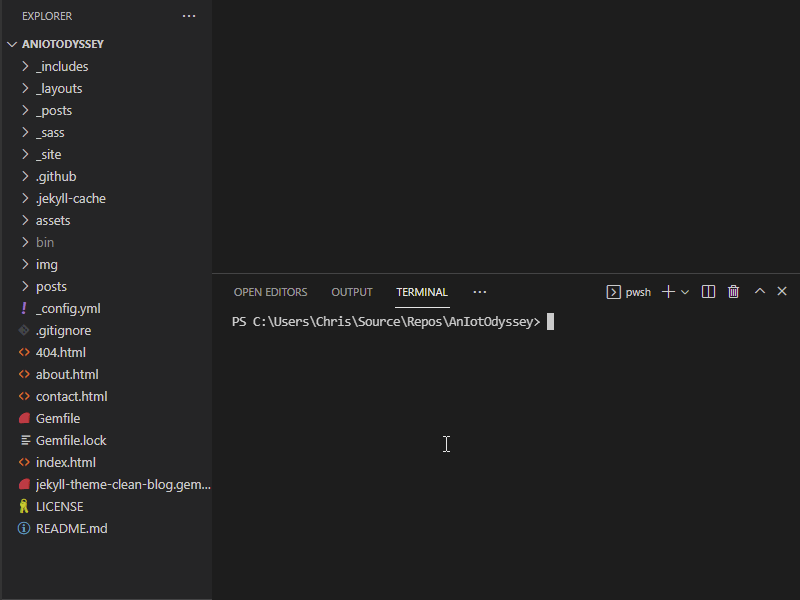 EXPLORER
ANIOTODYSSEY
_includes
_layouts
_posts
_sass
_site
.github
.jekyll-cache
assets
bin
img
posts
_config.yml
.gitignore
404.html
about.html
contact.html
Gemfile
Gemfile.lock
index.html
jekyll-theme-clean-blog.gem...
LICENSE
README.md
OPEN EDITORS OUTPUT TERMINAL ... pwsh
PS C:\Users\Chris\Source\Repos\AnIotOdyssey>